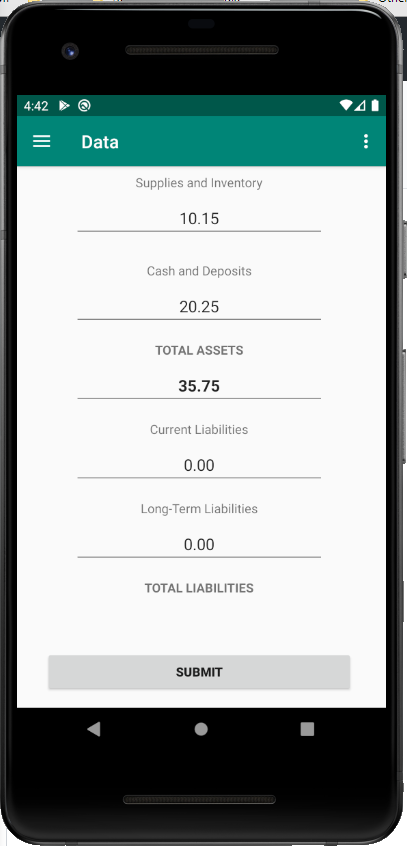 4:42
Data
Supplies and Inventory
10.15
Cash and Deposits
20.25
TOTAL ASSETS
35.75
Current Liabilities
0.00
Long-Term Liabilities
0.00
TOTAL LIABILITIES
SUBMIT